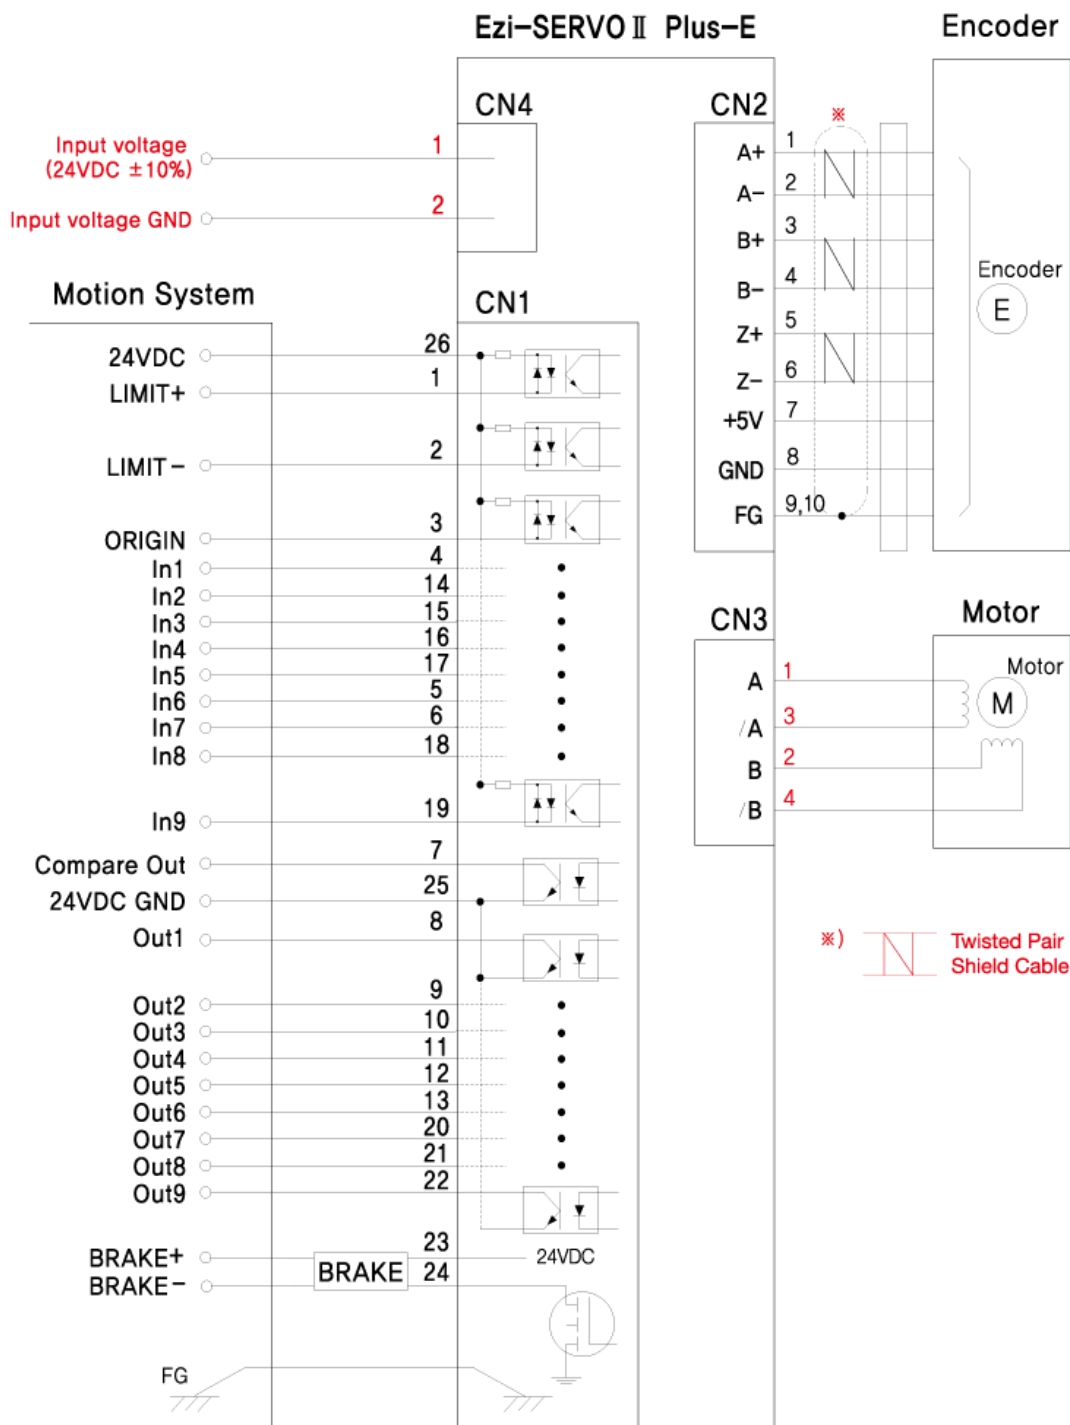 Ezi-SERVOⅡ Plus-E
Encoder
CN4
Input voltage
(24VDC ±10%)
1
Input voltage GND
2
CN2
※
A+ 1
A- 2
B+ 3
B- 4
Z+ 5
Z- 6
+5V 7
GND 8
FG 9,10
Encoder
E
Motion System
CN1
24VDC 26
LIMIT+ 1
LIMIT- 2
ORIGIN 3
In1 4
In2 14
In3 15
In4 16
In5 17
In6 5
In7 6
In8 18
In9 19
Compare Out 7
24VDC GND 25
Out1 8
Out2 9
Out3 10
Out4 11
Out5 12
Out6 13
Out7 20
Out8 21
Out9 22
BRAKE+ 23 24VDC
BRAKE
BRAKE- 24
FG
CN3
Motor
A 1
/A 3
B 2
/B 4
Motor
M
※) Twisted Pair
Shield Cable